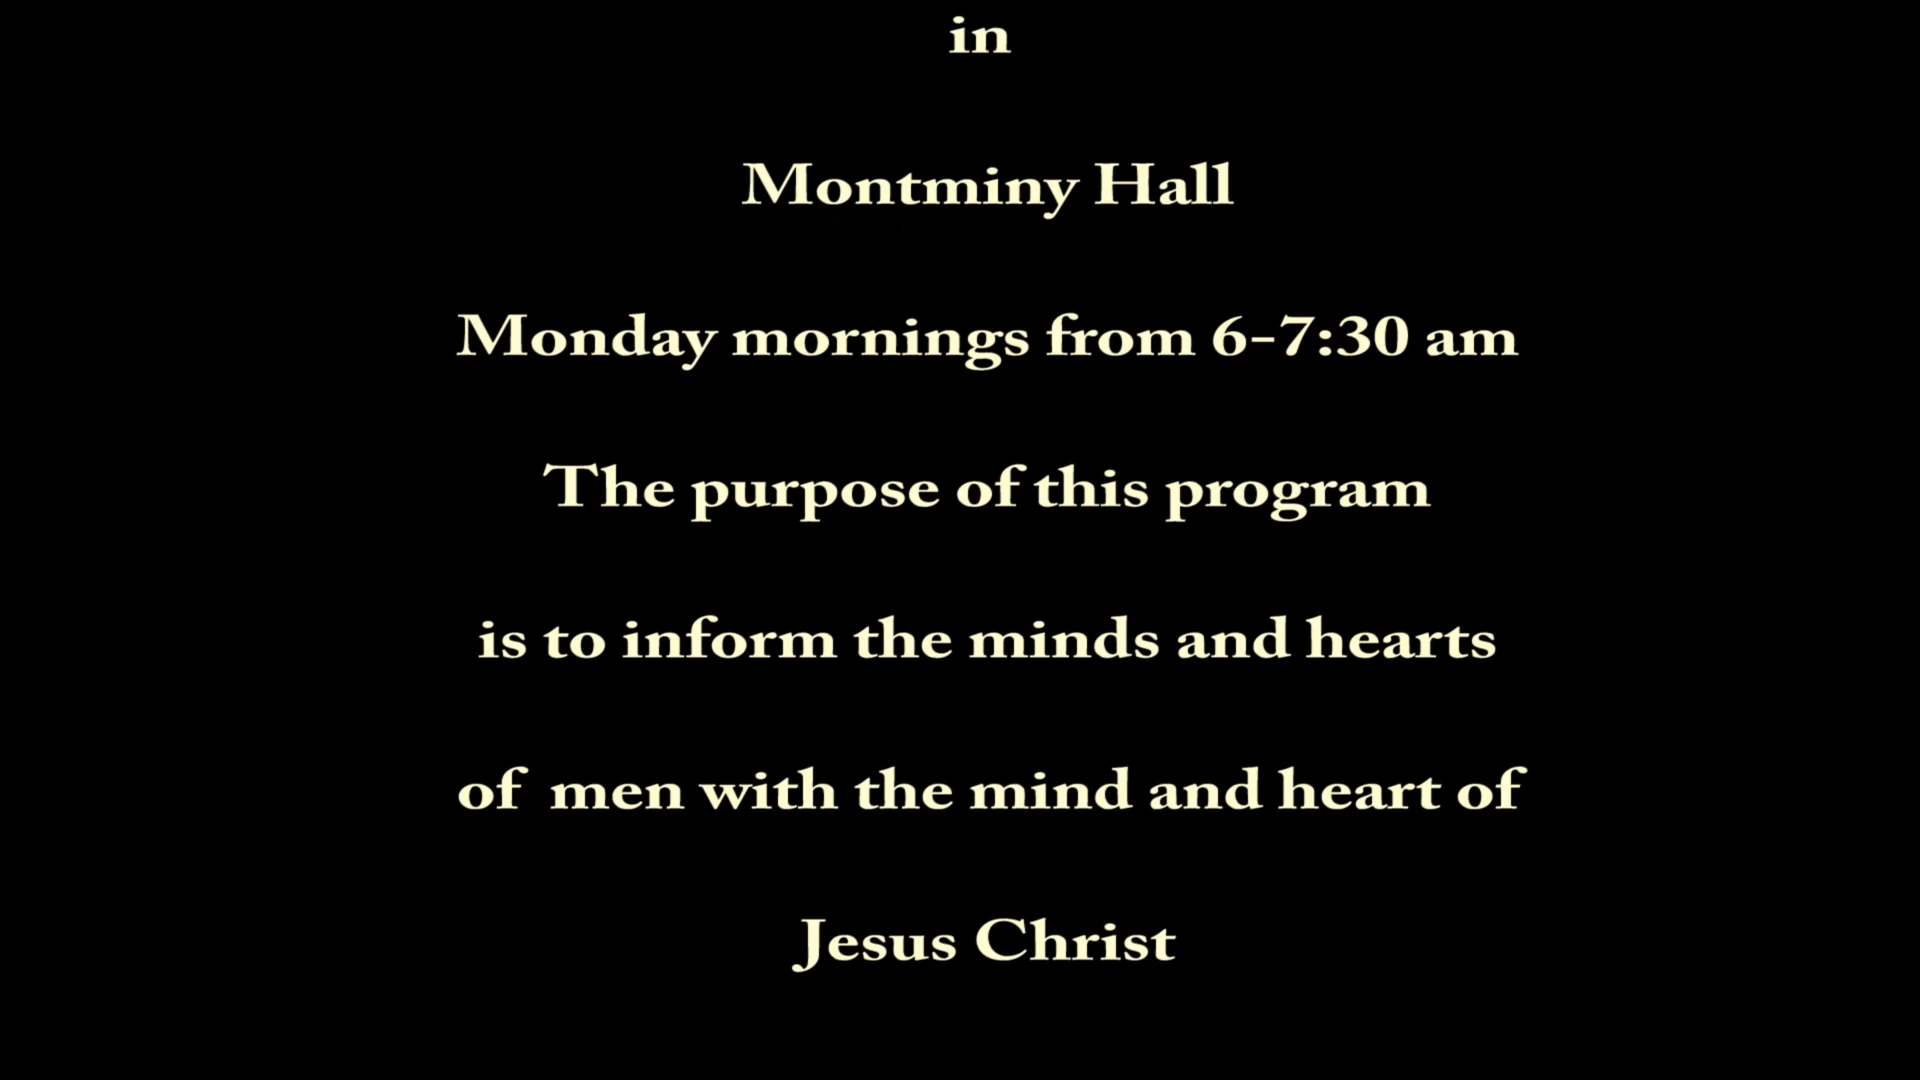 in
Montminy Hall
Monday mornings from 6-7:30 am
The purpose of this program
is to inform the minds and hearts
of men with the mind and heart of
Jesus Christ